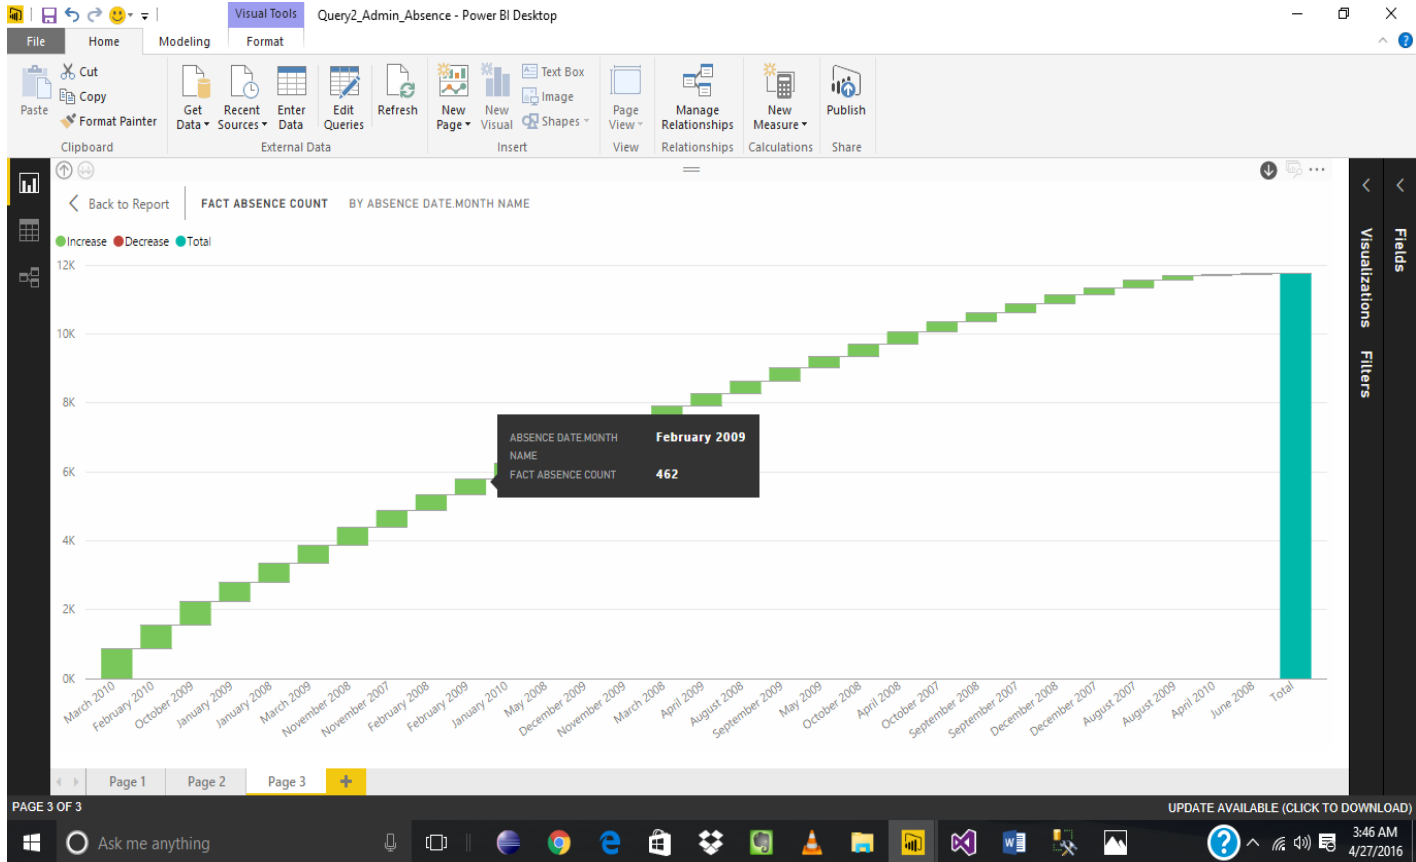 Visual Tools
Query2_Admin_Absence - Power BI Desktop
File Home Modeling Format
Paste
Cut
Copy
Format Painter
Get Data
Recent Sources
Enter Data
Edit Queries
Refresh
New Page
New Visual
Text Box
Image
Shapes
Page View
Manage Relationships
New Measure
Publish
Clipboard External Data Insert View Relationships Calculations Share
Back to Report FACT ABSENCE COUNT BY ABSENCE DATE.MONTH NAME
Increase Decrease Total
12K
10K
8K
6K
4K
2K
0K
ABSENCE DATE.MONTH NAME February 2009
FACT ABSENCE COUNT 462
March 2010
February 2010
October 2009
January 2009
January 2008
March 2009
November 2008
November 2007
February 2008
February 2009
January 2010
May 2008
December 2009
November 2009
March 2008
April 2009
August 2008
September 2009
May 2009
October 2008
April 2008
October 2007
September 2008
September 2007
December 2008
December 2007
August 2007
August 2009
April 2010
June 2008
Total
Visualizations
Filters
Fields
Page 1 Page 2 Page 3
PAGE 3 OF 3
UPDATE AVAILABLE (CLICK TO DOWNLOAD)
Ask me anything
3:46 AM
4/27/2016